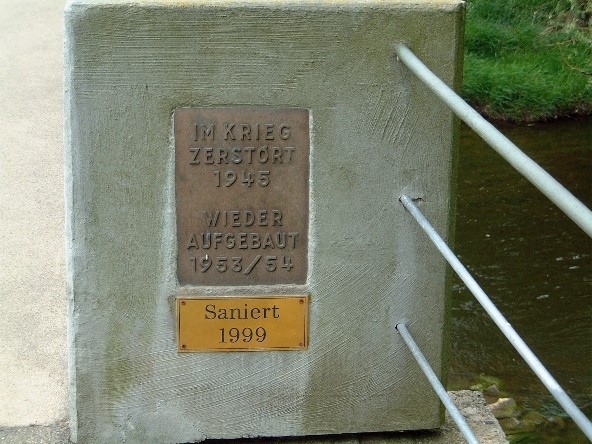 IM KRIEG
ZERSTÖRT
1945
WIEDER
AUFGEBAUT
1953/54
Saniert
1999